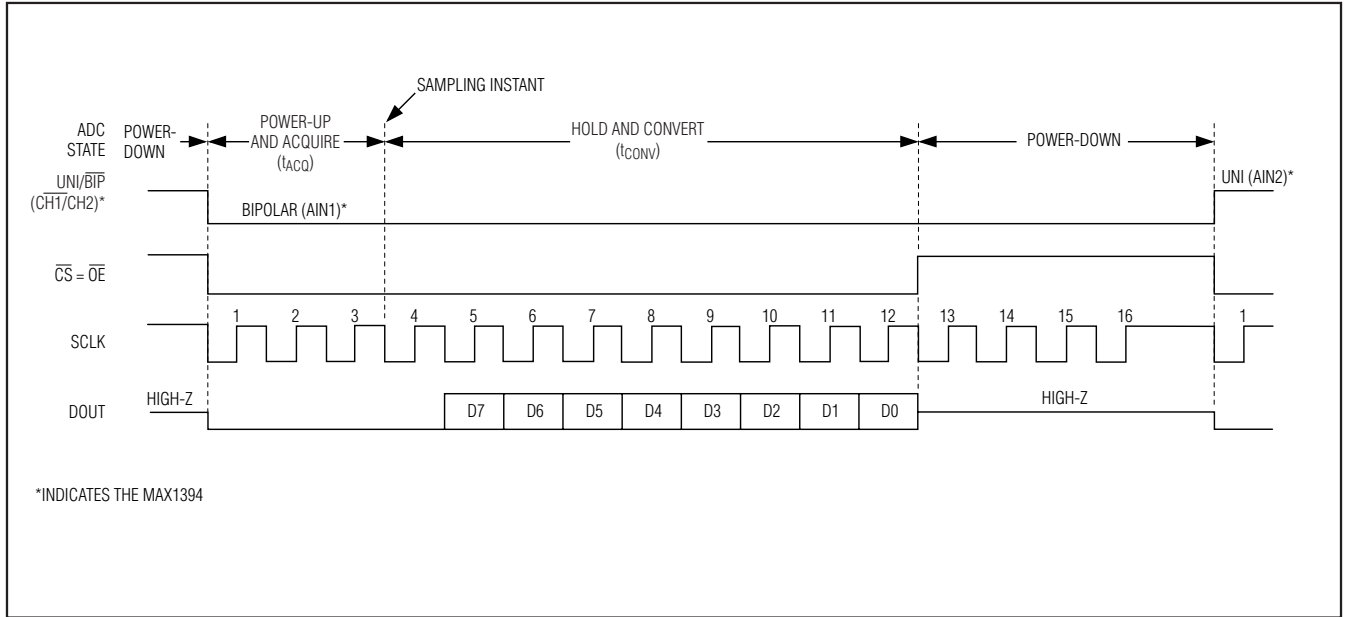 SAMPLING INSTANT
ADC
STATE
POWER-
DOWN
POWER-UP
AND ACQUIRE
(tACQ)
HOLD AND CONVERT
(tCONV)
POWER-DOWN
UNI/BIP
(CH1/CH2)*
BIPOLAR (AIN1)*
UNI (AIN2)*
CS = OE
1 2 3 4 5 6 7 8 9 10 11 12 13 14 15 16 1
SCLK
HIGH-Z
DOUT
D7 D6 D5 D4 D3 D2 D1 D0
HIGH-Z
*INDICATES THE MAX1394